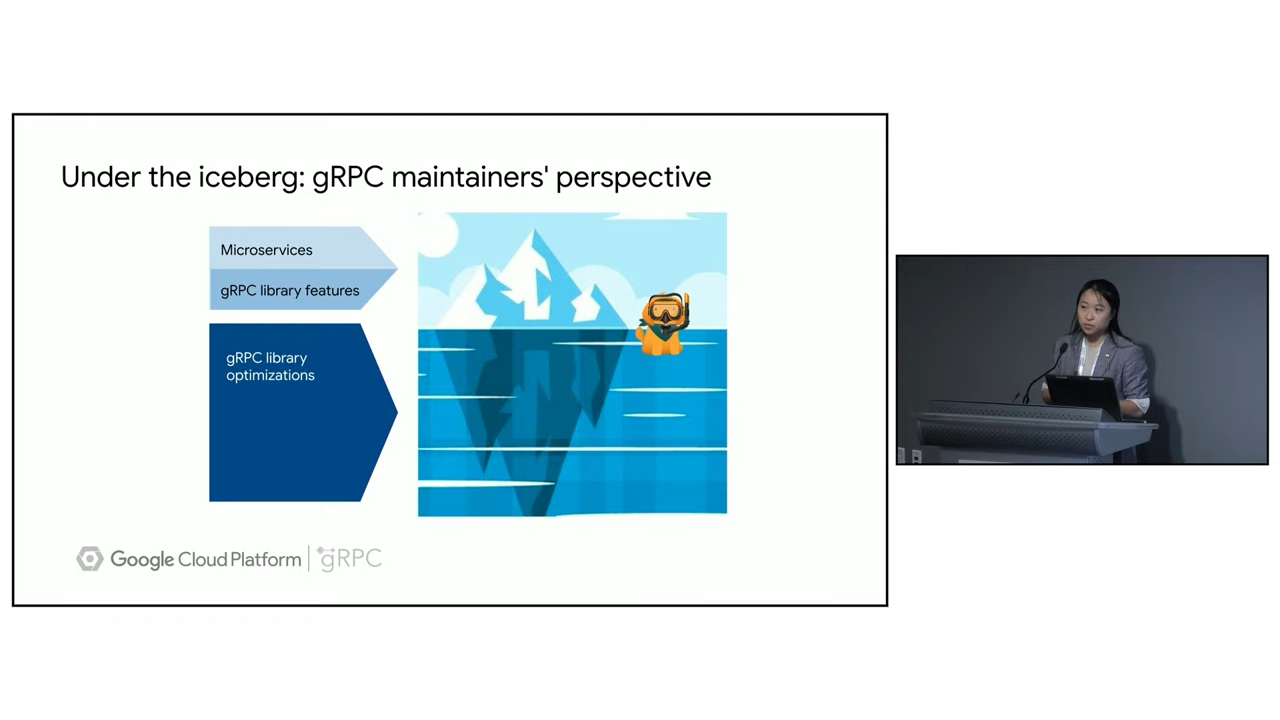 Under the iceberg: gRPC maintainers' perspective
Microservices
gRPC library features
gRPC library
optimizations
Google Cloud Platform | gRPC